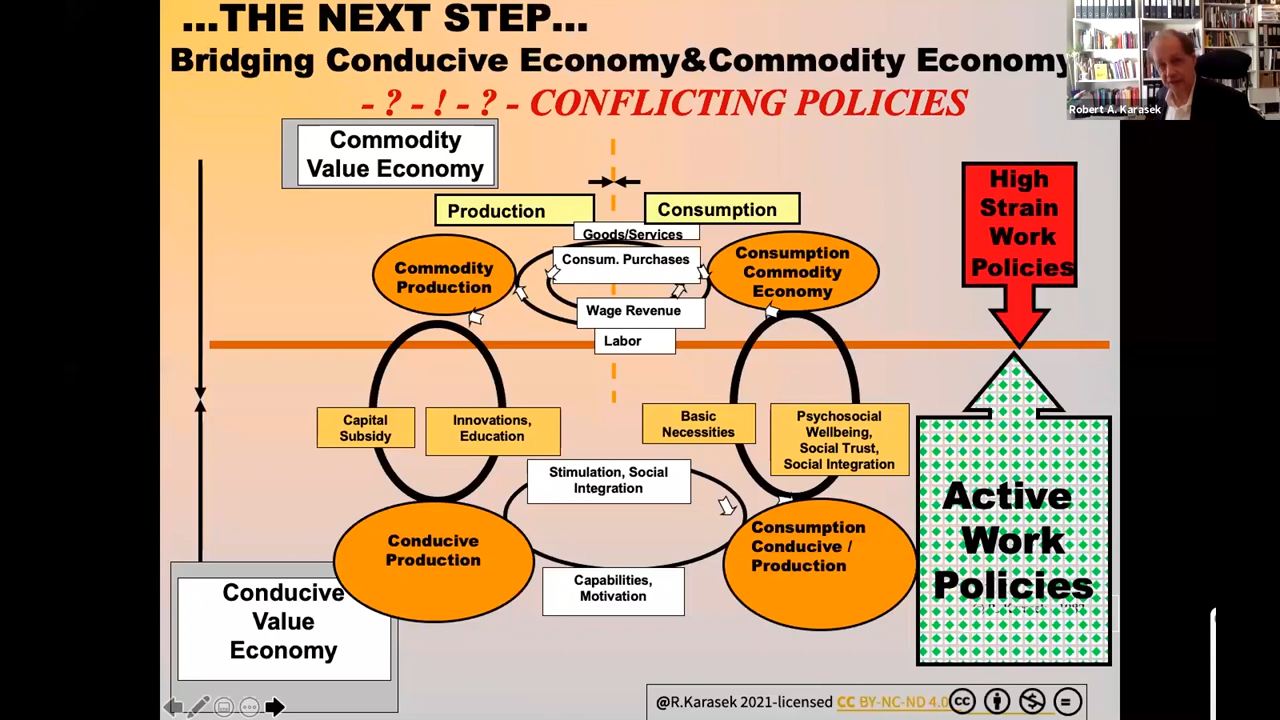 ...THE NEXT STEP...
Bridging Conducive Economy&Commodity Economy
- ? - ! - ? - CONFLICTING POLICIES
Robert A. Karasek
Commodity
Value Economy
Production
Consumption
Goods/Services
Consum. Purchases
Wage Revenue
Labor
Commodity
Production
Consumption
Commodity
Economy
High
Strain
Work
Policies
Capital
Subsidy
Innovations,
Education
Basic
Necessities
Psychosocial
Wellbeing,
Social Trust,
Social Integration
Stimulation, Social
Integration
Conducive
Production
Consumption
Conducive /
Production
Capabilities,
Motivation
Active
Work
Policies
Conducive
Value
Economy
@R.Karasek 2021-licensed CC BY-NC-ND 4.0